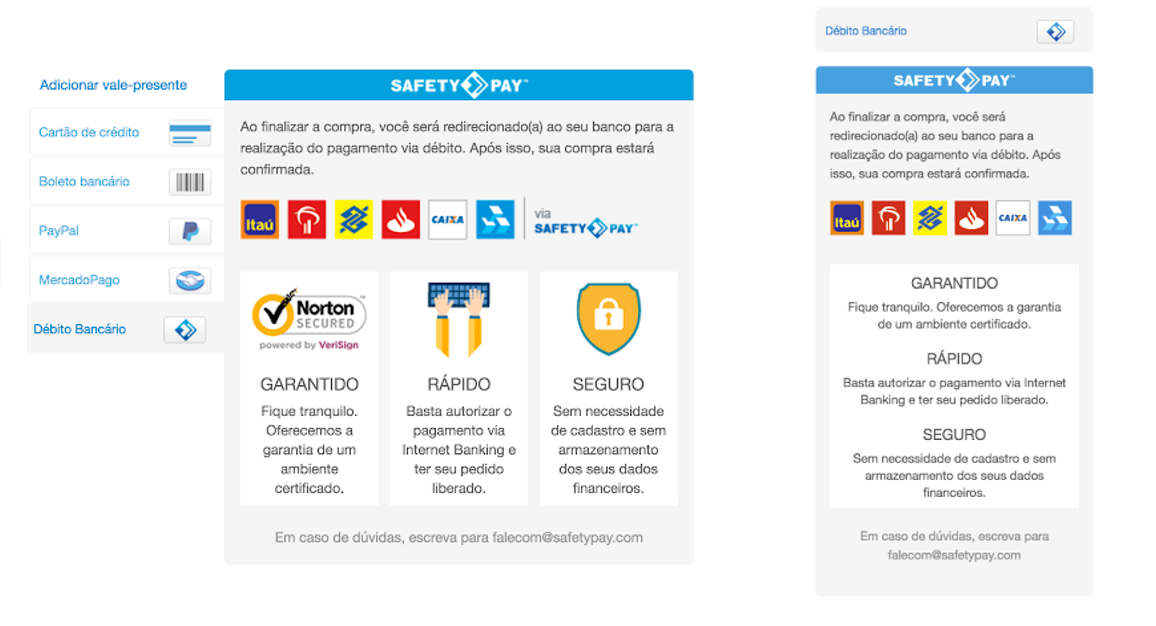 Adicionar vale-presente
Cartão de crédito
Boleto bancário
PayPal
MercadoPago
Débito Bancário
SAFETY PAY™
Ao finalizar a compra, você será redirecionado(a) ao seu banco para a
realização do pagamento via débito. Após isso, sua compra estará
confirmada.
Itaú
CAIXA
via
SAFETY PAY™
Norton™
SECURED
powered by VeriSign
GARANTIDO
Fique tranquilo.
Oferecemos a
garantia de um
ambiente
certificado.
RÁPIDO
Basta autorizar o
pagamento via
Internet Banking e
ter seu pedido
liberado.
SEGURO
Sem necessidade
de cadastro e sem
armazenamento
dos seus dados
financeiros.
Em caso de dúvidas, escreva para falecom@safetypay.com
Débito Bancário
SAFETY PAY™
Ao finalizar a compra, você será
redirecionado(a) ao seu banco para a
realização do pagamento via débito. Após
isso, sua compra estará confirmada.
Itaú
CAIXA
GARANTIDO
Fique tranquilo. Oferecemos a garantia
de um ambiente certificado.
RÁPIDO
Basta autorizar o pagamento via Internet
Banking e ter seu pedido liberado.
SEGURO
Sem necessidade de cadastro e sem
armazenamento dos seus dados
financeiros.
Em caso de dúvidas, escreva para
falecom@safetypay.com